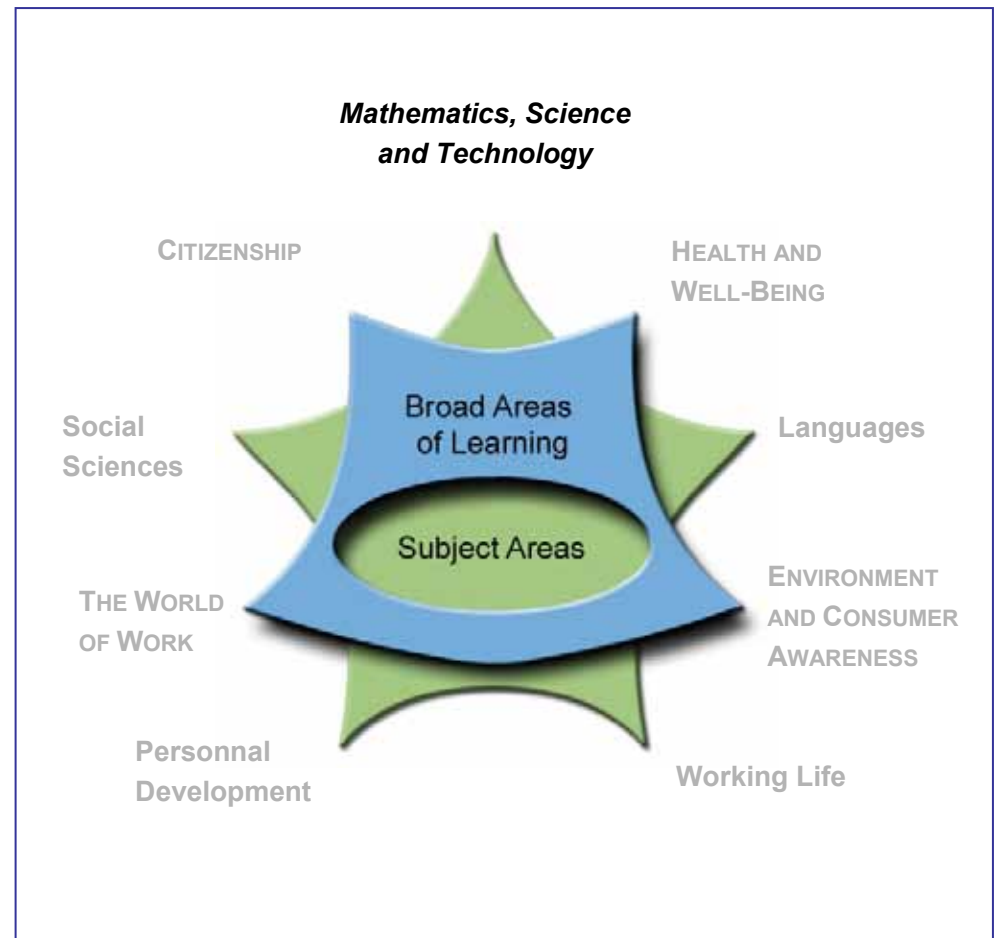 Mathematics, Science
and Technology
CITIZENSHIP
HEALTH AND
WELL-BEING
Broad Areas
of Learning
Social
Sciences
Languages
Subject Areas
THE WORLD
OF WORK
ENVIRONMENT
AND CONSUMER
AWARENESS
Personnal
Development
Working Life